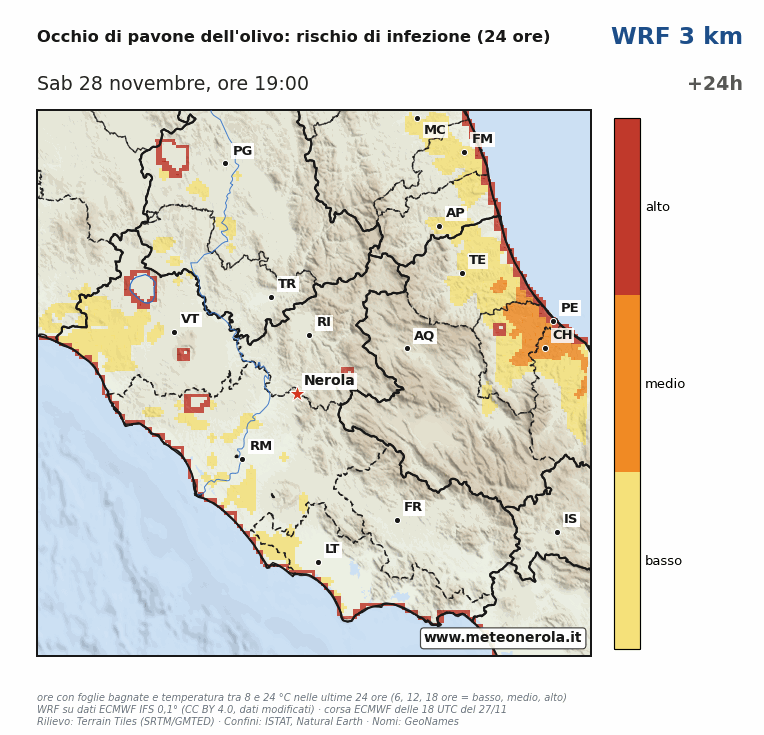 Occhio di pavone dell'olivo: rischio di infezione (24 ore)
WRF 3 km
Sab 28 novembre, ore 19:00
+24h
MC
FM
PG
AP
TE
TR
PE
VT
RI
AQ
CH
Nerola
RM
FR
IS
LT
www.meteonerola.it
alto
medio
basso
ore con foglie bagnate e temperatura tra 8 e 24 °C nelle ultime 24 ore (6, 12, 18 ore = basso, medio, alto)
WRF su dati ECMWF IFS 0,1° (CC BY 4.0, dati modificati) · corsa ECMWF delle 18 UTC del 27/11
Rilievo: Terrain Tiles (SRTM/GMTED) · Confini: ISTAT, Natural Earth · Nomi: GeoNames